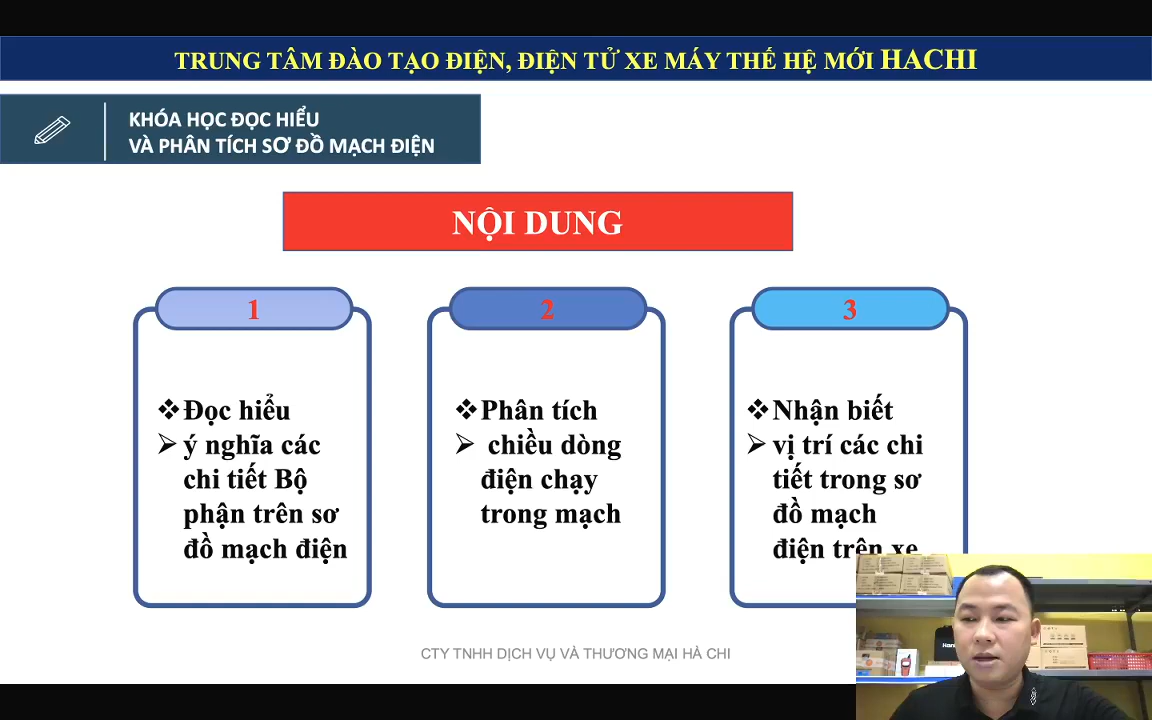 TRUNG TÂM ĐÀO TẠO ĐIỆN, ĐIỆN TỬ XE MÁY THẾ HỆ MỚI HACHI
KHÓA HỌC ĐỌC HIỂU
VÀ PHÂN TÍCH SƠ ĐỒ MẠCH ĐIỆN
NỘI DUNG
1
❖Đọc hiểu
➢ ý nghĩa các
chi tiết Bộ
phận trên sơ
đồ mạch điện
2
❖Phân tích
➢ chiều dòng
điện chạy
trong mạch
3
❖Nhận biết
➢ vị trí các chi
tiết trong sơ
đồ mạch
điện trên xe
CTY TNHH DỊCH VỤ VÀ THƯƠNG MẠI HÀ CHI